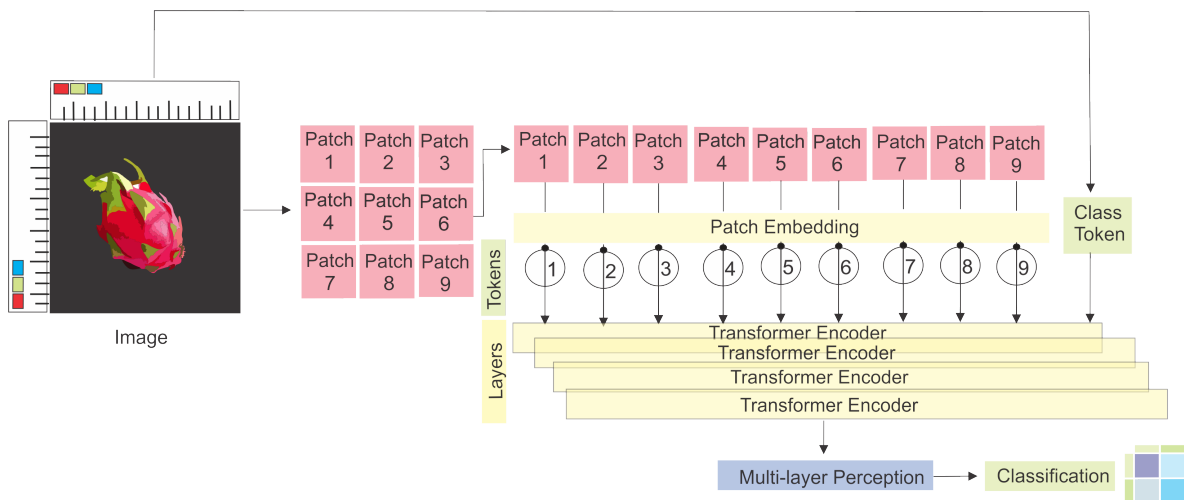 Image
Patch 1
Patch 2
Patch 3
Patch 4
Patch 5
Patch 6
Patch 7
Patch 8
Patch 9
Patch 1
Patch 2
Patch 3
Patch 4
Patch 5
Patch 6
Patch 7
Patch 8
Patch 9
Patch Embedding
Class
Token
Tokens
1
2
3
4
5
6
7
8
9
Layers
Transformer Encoder
Transformer Encoder
Transformer Encoder
Transformer Encoder
Multi-layer Perception
Classification